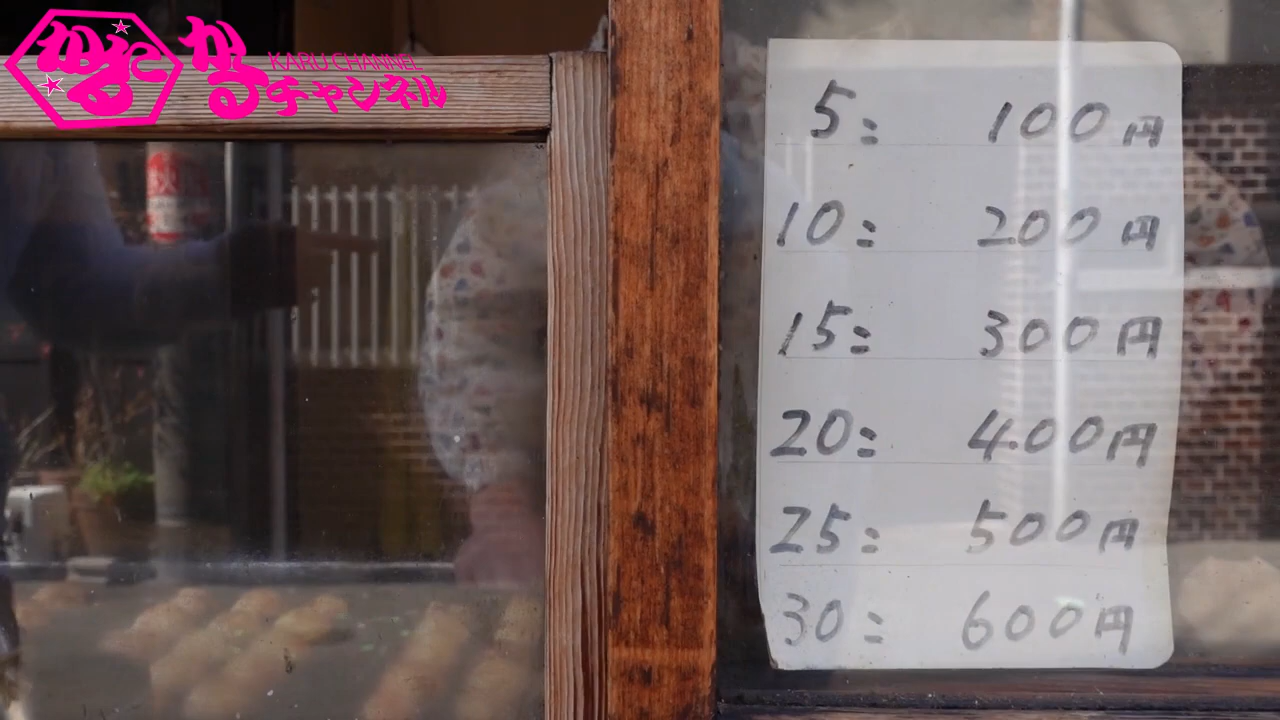 かるチャンネル
KARU CHANNEL
5: 100円
10: 200円
15: 300円
20: 400円
25: 500円
30: 600円